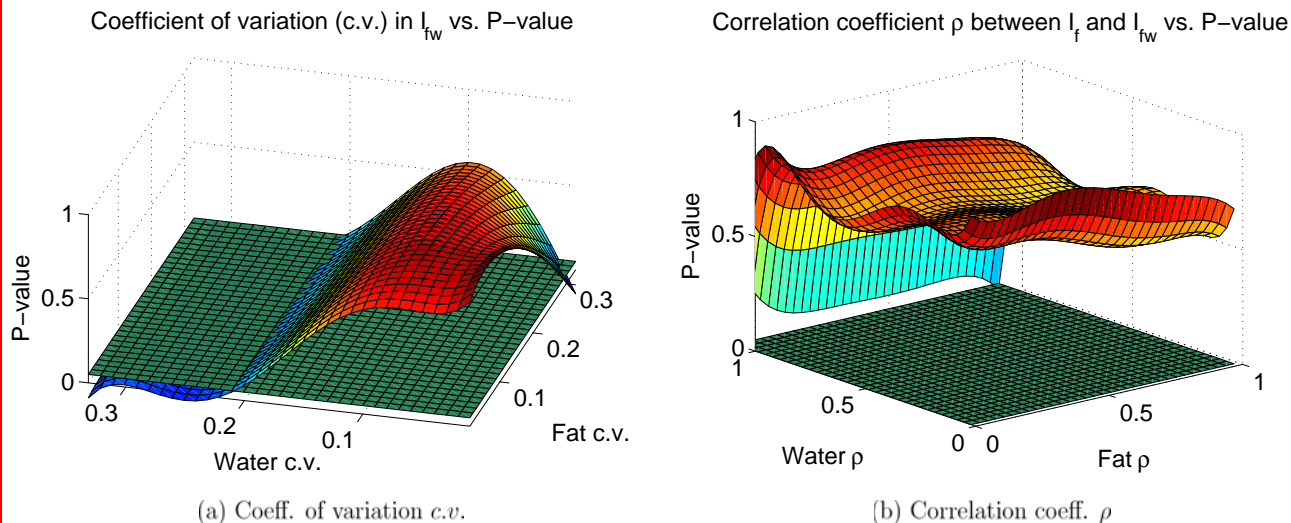 Coefficient of variation (c.v.) in I_fw vs. P−value
1
0.5
0
P−value
0.3
0.2
0.1
Water c.v.
0.1
0.2
0.3
Fat c.v.
(a) Coeff. of variation c.v.
Correlation coefficient ρ between I_f and I_fw vs. P−value
1
0.5
0
P−value
1
0.5
0
Water ρ
0
0.5
1
Fat ρ
(b) Correlation coeff. ρ